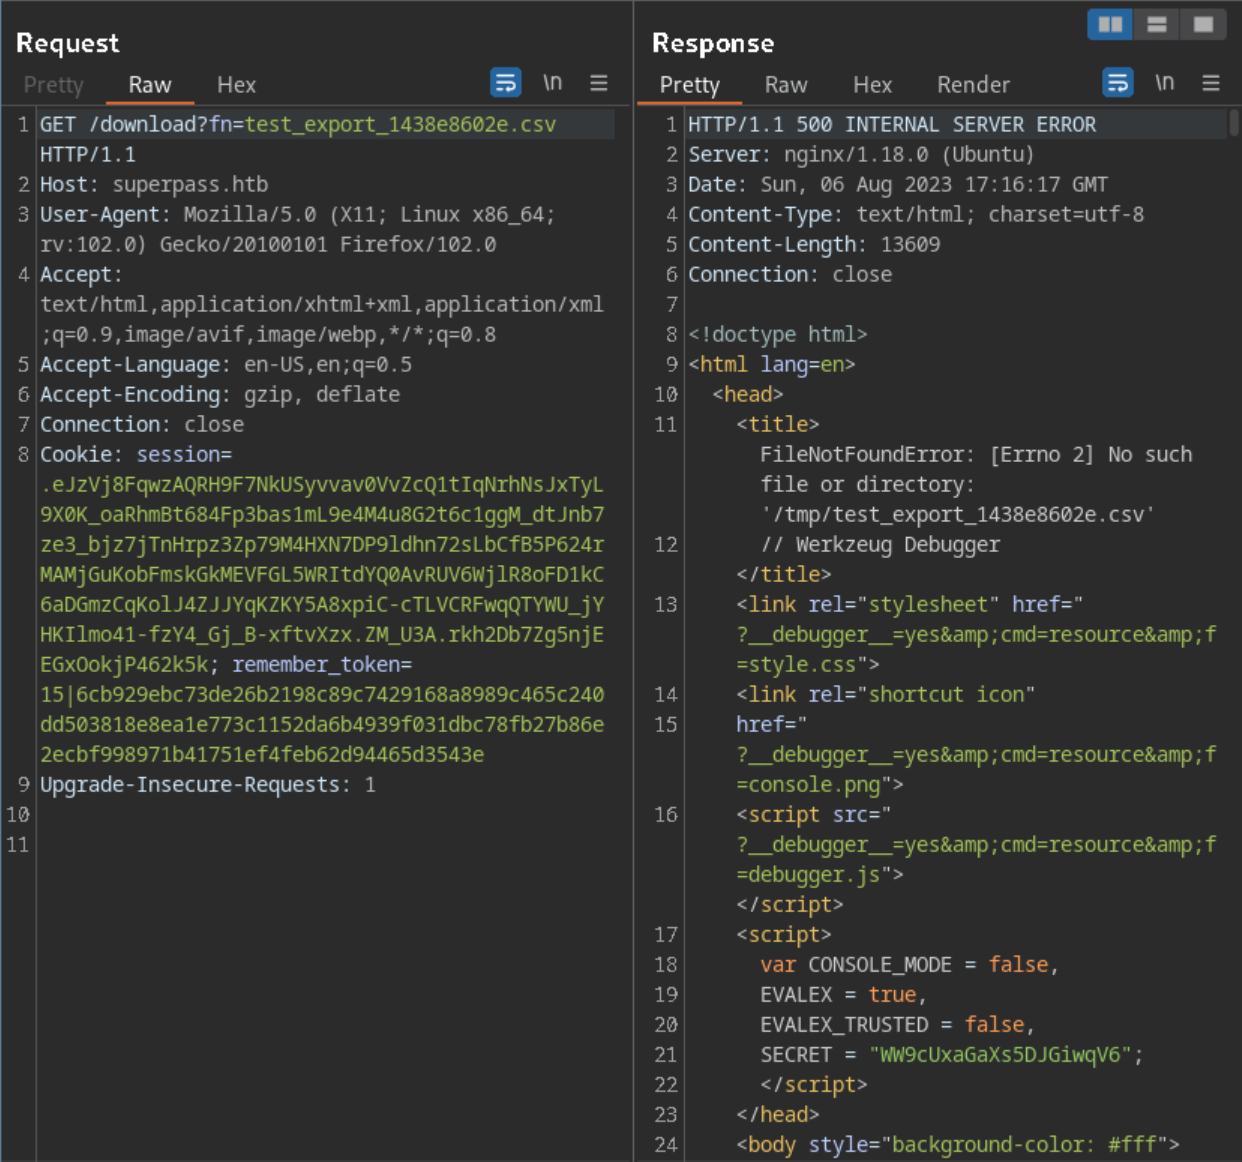 Request
Pretty Raw Hex \n
1 GET /download?fn=test_export_1438e8602e.csv
HTTP/1.1
2 Host: superpass.htb
3 User-Agent: Mozilla/5.0 (X11; Linux x86_64;
rv:102.0) Gecko/20100101 Firefox/102.0
4 Accept:
text/html,application/xhtml+xml,application/xml
;q=0.9,image/avif,image/webp,*/*;q=0.8
5 Accept-Language: en-US,en;q=0.5
6 Accept-Encoding: gzip, deflate
7 Connection: close
8 Cookie: session=
.eJzVj8FqwzAQRH9F7NkUSyvvav0VvZcQ1tIqNrhNsJxTyL
9X0K_oaRhmBt684Fp3bas1mL9e4M4u8G2t6c1ggM_dtJnb7
ze3_bjz7jTnHrpz3Zp79M4HXN7DP9ldhn72sLbCfB5P624r
MAMjGuKobFmskGkMEVFGL5WRItdYQ0AvRUV6WjlR8oFD1kC
6aDGmzCqKolJ4ZJJYqKZKY5A8xpiC-cTLVCRFwqQTYWU_jY
HKIlmo41-fzY4_Gj_B-xftvXzx.ZM_U3A.rkh2Db7Zg5njE
EGxOokjP462k5k; remember_token=
15|6cb929ebc73de26b2198c89c7429168a8989c465c240
dd503818e8ea1e773c1152da6b4939f031dbc78fb27b86e
2ecbf998971b41751ef4feb62d94465d3543e
9 Upgrade-Insecure-Requests: 1
10
11
Response
Pretty Raw Hex Render \n
1 HTTP/1.1 500 INTERNAL SERVER ERROR
2 Server: nginx/1.18.0 (Ubuntu)
3 Date: Sun, 06 Aug 2023 17:16:17 GMT
4 Content-Type: text/html; charset=utf-8
5 Content-Length: 13609
6 Connection: close
7
8 <!doctype html>
9 <html lang=en>
10 <head>
11 <title>
FileNotFoundError: [Errno 2] No such
file or directory:
'/tmp/test_export_1438e8602e.csv'
12 // Werkzeug Debugger
</title>
13 <link rel="stylesheet" href="
?__debugger__=yes&amp;cmd=resource&amp;f
=style.css">
14 <link rel="shortcut icon"
15 href="
?__debugger__=yes&amp;cmd=resource&amp;f
=console.png">
16 <script src="
?__debugger__=yes&amp;cmd=resource&amp;f
=debugger.js">
</script>
17 <script>
18 var CONSOLE_MODE = false,
19 EVALEX = true,
20 EVALEX_TRUSTED = false,
21 SECRET = "WW9cUxaGaXs5DJGiwqV6";
22 </script>
23 </head>
24 <body style="background-color: #fff">